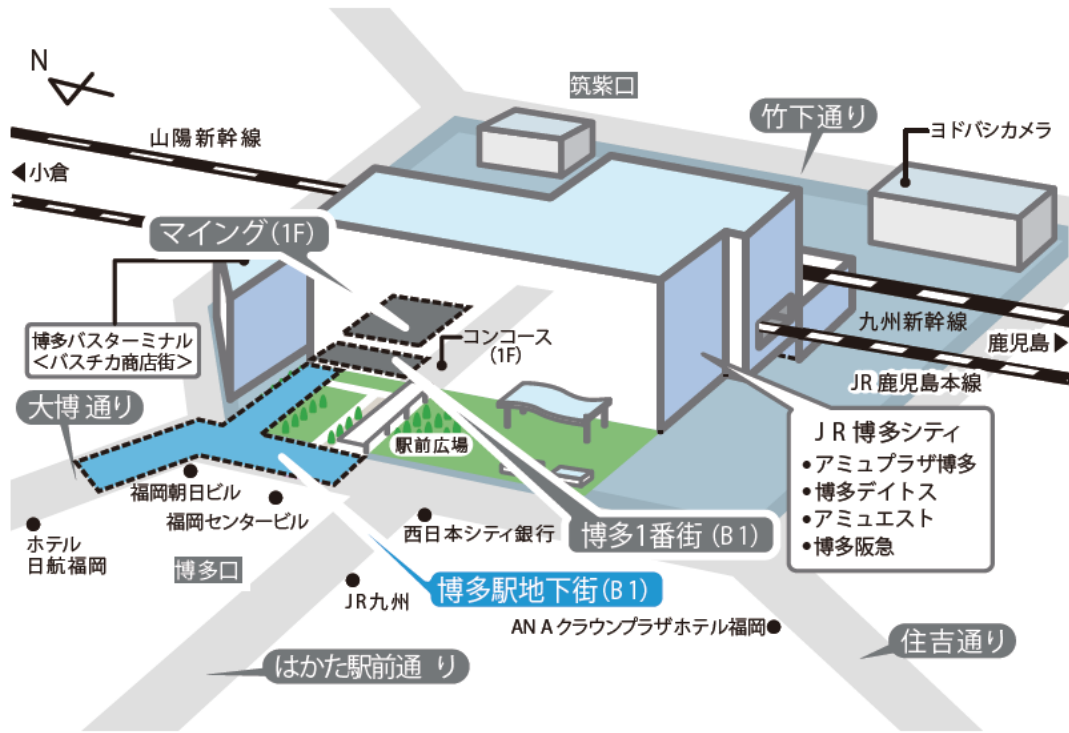 N
筑紫口
竹下通り
ヨドバシカメラ
山陽新幹線
◀小倉
マイング(1F)
博多バスターミナル
<バスチカ商店街>
コンコース
(1F)
九州新幹線
鹿児島▶
JR鹿児島本線
大博通り
駅前広場
JR博多シティ
•アミュプラザ博多
•博多デイトス
•アミュエスト
•博多阪急
福岡朝日ビル
福岡センタービル
西日本シティ銀行
博多1番街(B1)
ホテル
日航福岡
博多口
JR九州
博多駅地下街(B1)
ANAクラウンプラザホテル福岡
はかた駅前通り
住吉通り